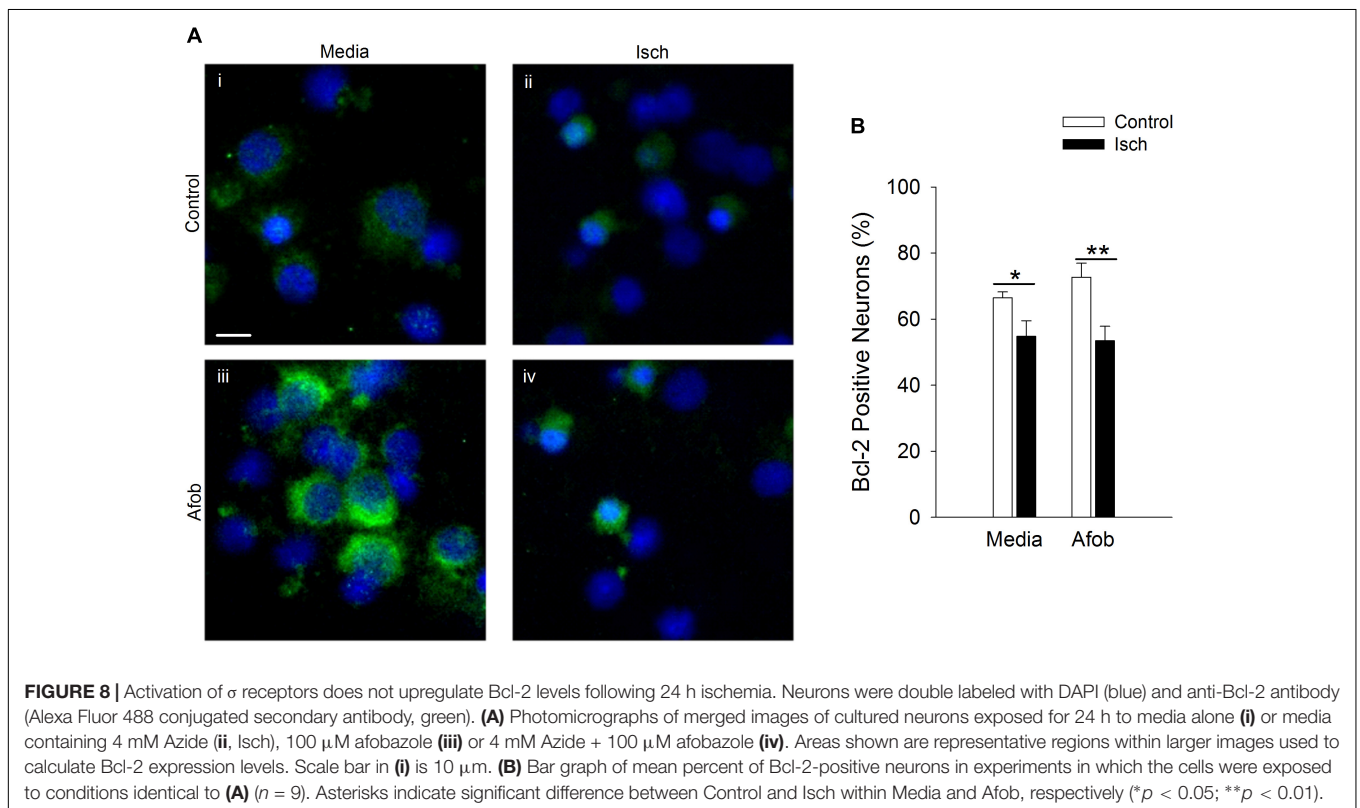 A
Media
Isch
Control
Afob
i
ii
iii
iv
B
Control
Isch
Bcl-2 Positive Neurons (%)
100
80
60
40
20
0
*
**
Media
Afob
FIGURE 8 | Activation of σ receptors does not upregulate Bcl-2 levels following 24 h ischemia. Neurons were double labeled with DAPI (blue) and anti-Bcl-2 antibody
(Alexa Fluor 488 conjugated secondary antibody, green). (A) Photomicrographs of merged images of cultured neurons exposed for 24 h to media alone (i) or media
containing 4 mM Azide (ii, Isch), 100 μM afobazole (iii) or 4 mM Azide + 100 μM afobazole (iv). Areas shown are representative regions within larger images used to
calculate Bcl-2 expression levels. Scale bar in (i) is 10 μm. (B) Bar graph of mean percent of Bcl-2-positive neurons in experiments in which the cells were exposed
to conditions identical to (A) (n = 9). Asterisks indicate significant difference between Control and Isch within Media and Afob, respectively (*p < 0.05; **p < 0.01).